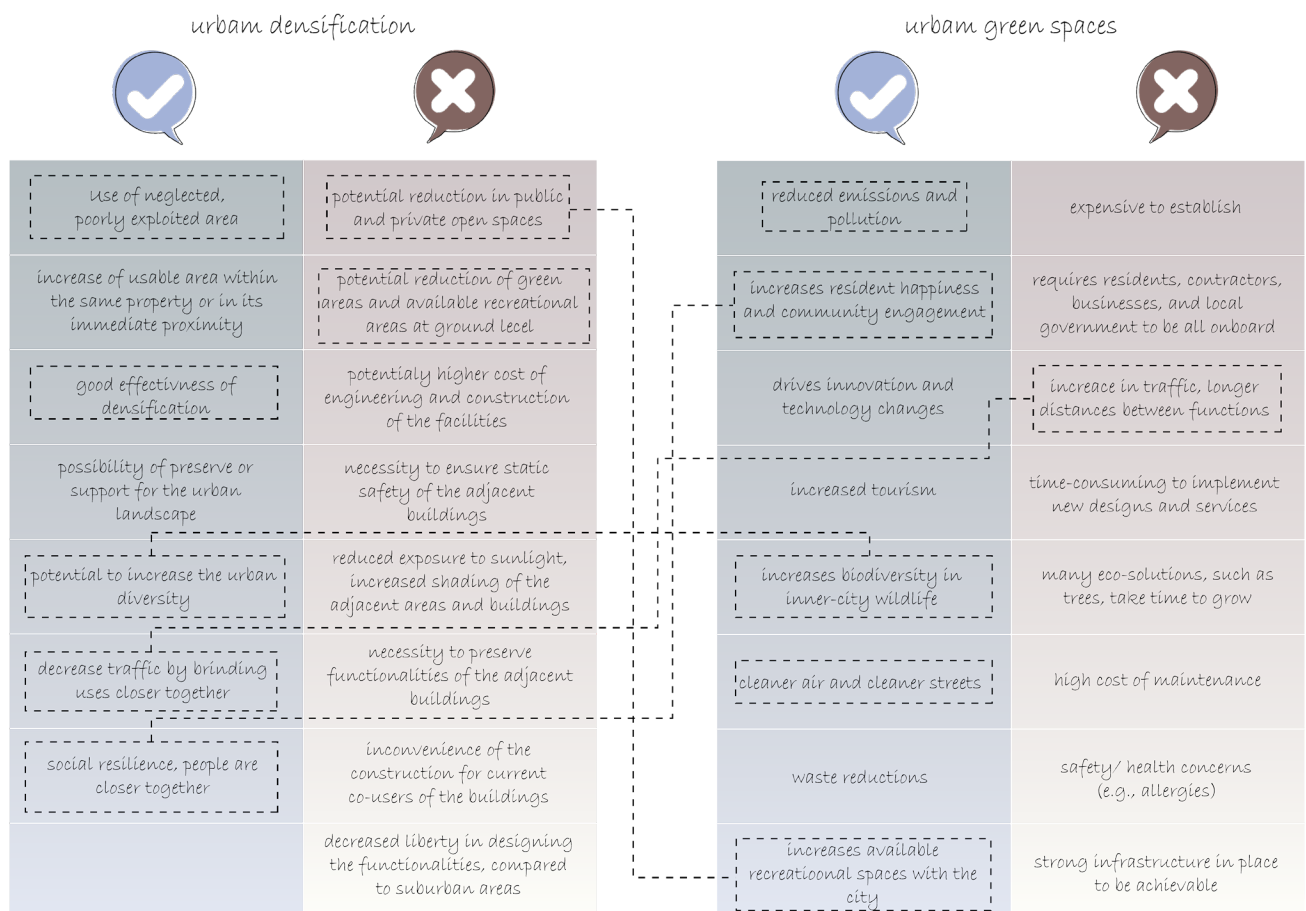 urbam densification
Use of neglected,
poorly exploited area
increase of usable area within
the same property or in its
immediate proximity
good effectivness of
densification
possibility of preserve or
support for the urban
landscape
potential to increase the urban
diversity
decrease traffic by brinding
uses closer together
social resilience, people are
closer together
potential reduction in public
and private open spaces
potential reduction of green
areas and available recreational
areas at ground lecel
potentialy higher cost of
engineering and construction
of the facilities
necessity to ensure static
safety of the adjacent
buildings
reduced exposure to sunlight,
increased shading of the
adjacent areas and buildings
necessity to preserve
functionalities of the adjacent
buildings
inconvenience of the
construction for current
co-users of the buildings
decreased liberty in designing
the functionalities, compared
to suburban areas
urbam green spaces
reduced emissions and
pollution
increases resident happiness
and community engagement
drives innovation and
technology changes
increased tourism
increases biodiversity in
inner-city wildlife
cleaner air and cleaner streets
waste reductions
increases available
recreatioonal spaces with the
city
expensive to establish
requires residents, contractors,
businesses, and local
government to be all onboard
increace in traffic, longer
distances between functions
time-consuming to implement
new designs and services
many eco-solutions, such as
trees, take time to grow
high cost of maintenance
safety/ health concerns
(e.g., allergies)
strong infrastructure in place
to be achievable